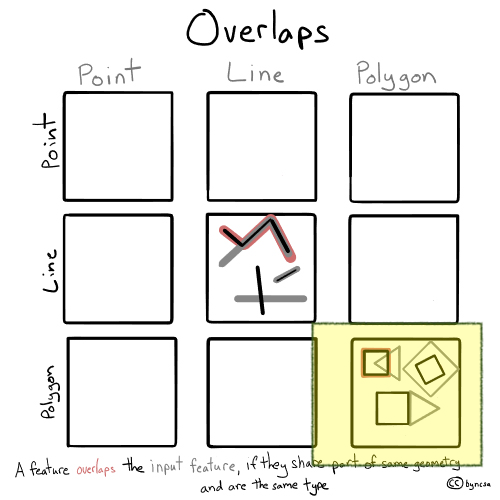 Overlaps
Point Line Polygon
Point
Line
Polygon
A feature overlaps the input feature, if they share part of same geometry
and are the same type
cc byncsa